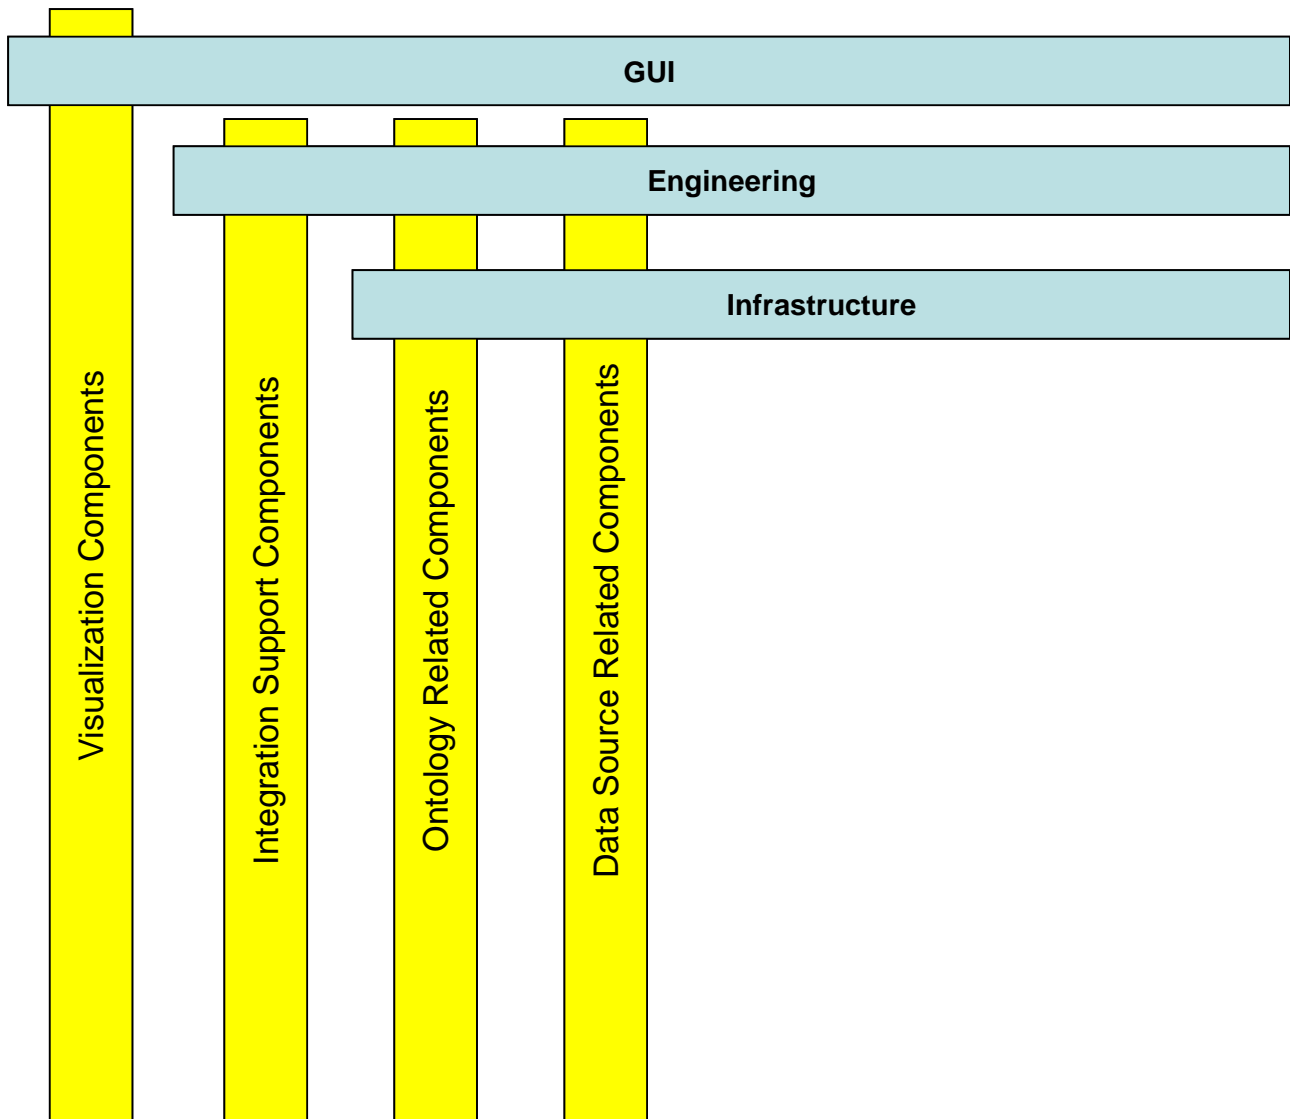 GUI
Engineering
Infrastructure
Visualization Components
Integration Support Components
Ontology Related Components
Data Source Related Components